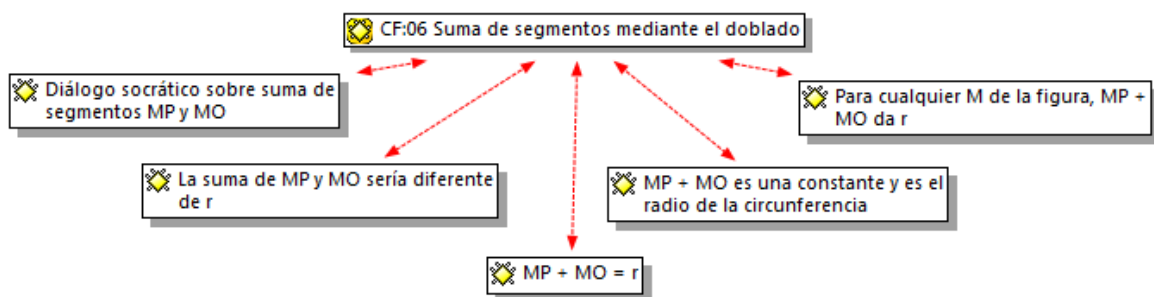 CF:06 Suma de segmentos mediante el doblado
Diálogo socrático sobre suma de
segmentos MP y MO
Para cualquier M de la figura, MP +
MO da r
La suma de MP y MO sería diferente
de r
MP + MO es una constante y es el
radio de la circunferencia
MP + MO = r